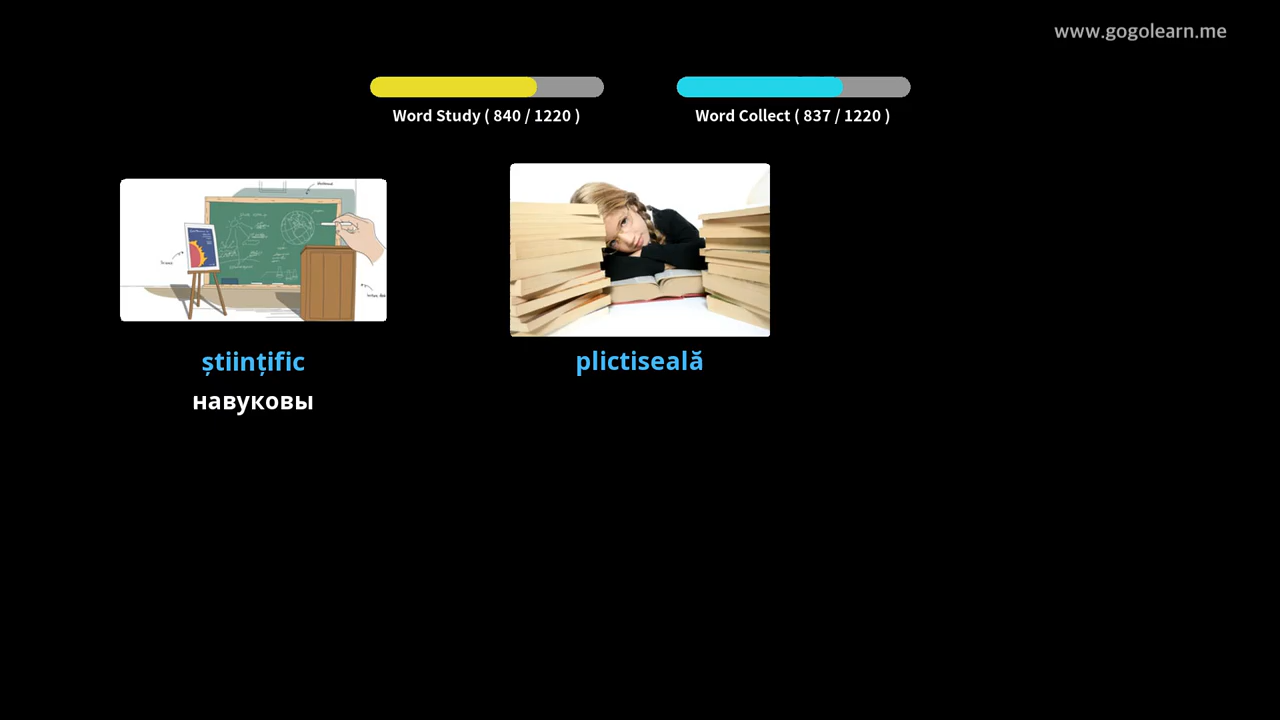 www.gogolearn.me
Word Study ( 840 / 1220 )
Word Collect ( 837 / 1220 )
științific
plictiseală
навуковы